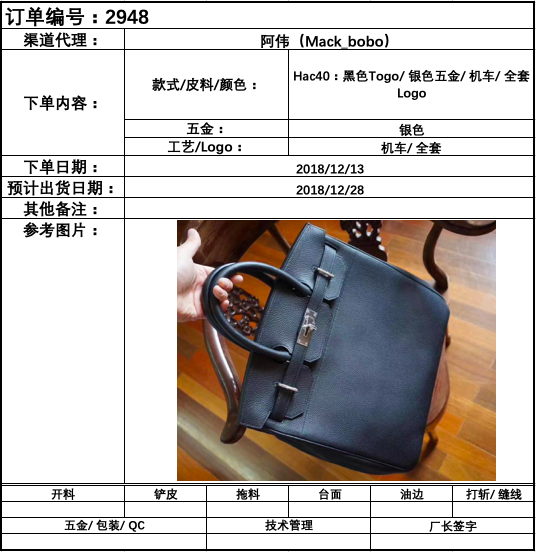 订单编号：2948
渠道代理： 阿伟（Mack_bobo）
下单内容： 款式/皮料/颜色： Hac40：黑色Togo/ 银色五金/ 机车/ 全套
Logo
五金： 银色
工艺/Logo： 机车/ 全套
下单日期： 2018/12/13
预计出货日期： 2018/12/28
其他备注：
参考图片：
开料 铲皮 拖料 台面 油边 打斩/ 缝线
五金/ 包装/ QC 技术管理 厂长签字